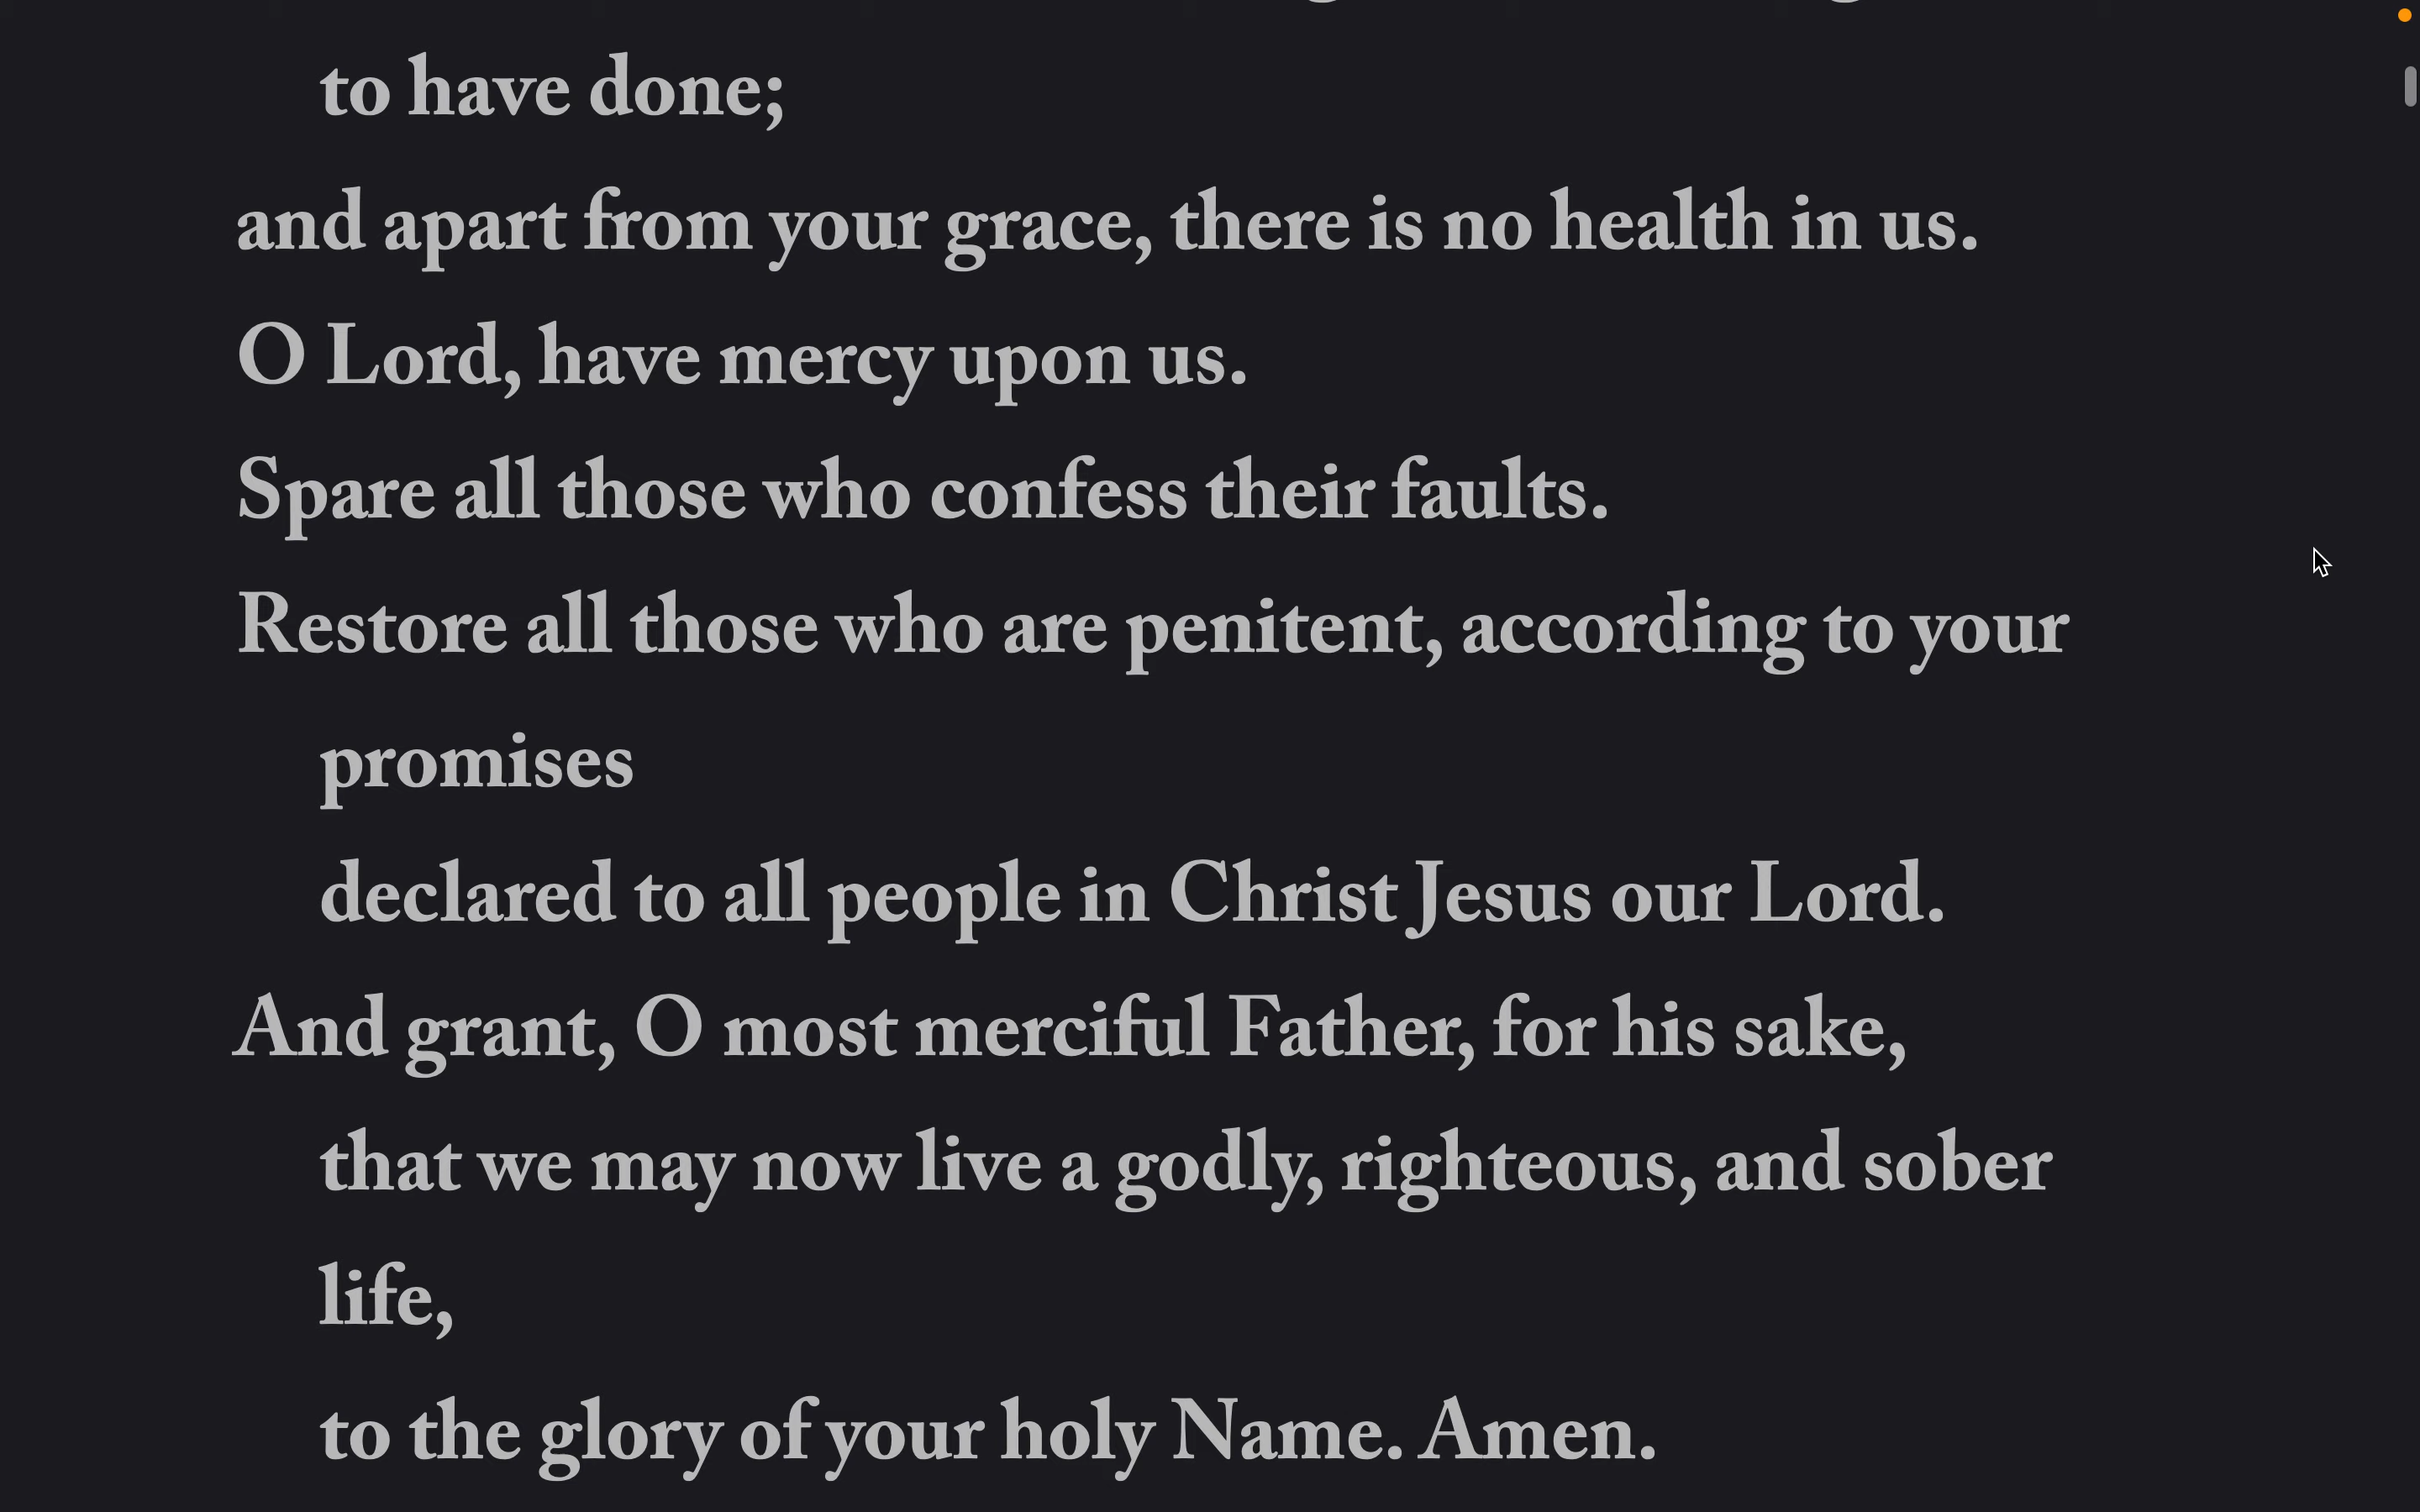 to have done;
and apart from your grace, there is no health in us.
O Lord, have mercy upon us.
Spare all those who confess their faults.
Restore all those who are penitent, according to your
promises
declared to all people in Christ Jesus our Lord.
And grant, O most merciful Father, for his sake,
that we may now live a godly, righteous, and sober
life,
to the glory of your holy Name. Amen.